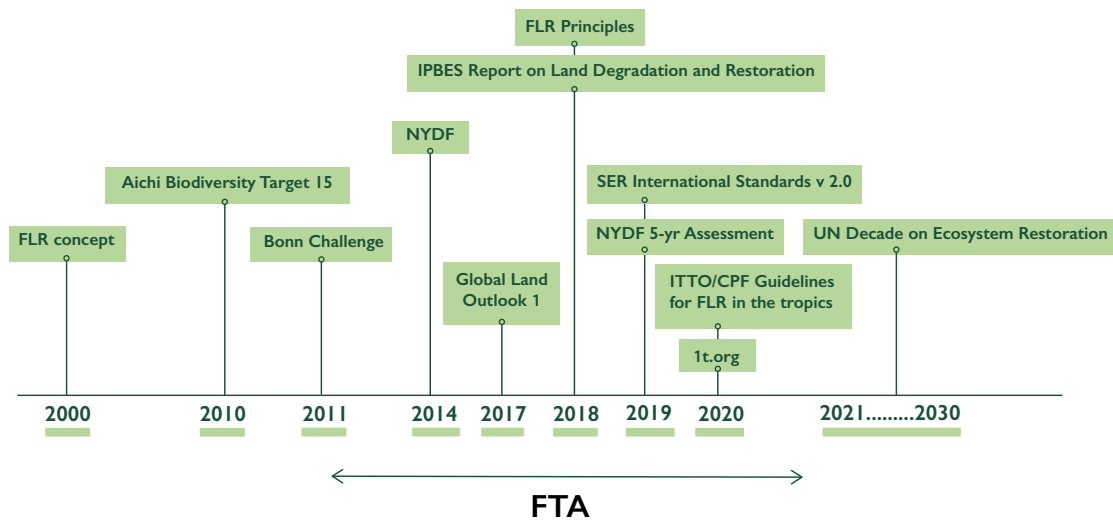 FLR Principles
IPBES Report on Land Degradation and Restoration
NYDF
Aichi Biodiversity Target 15
SER International Standards v 2.0
FLR concept
Bonn Challenge
NYDF 5-yr Assessment
UN Decade on Ecosystem Restoration
Global Land
Outlook 1
ITTO/CPF Guidelines
for FLR in the tropics
1t.org
2000
2010
2011
2014
2017
2018
2019
2020
2021.........2030
FTA